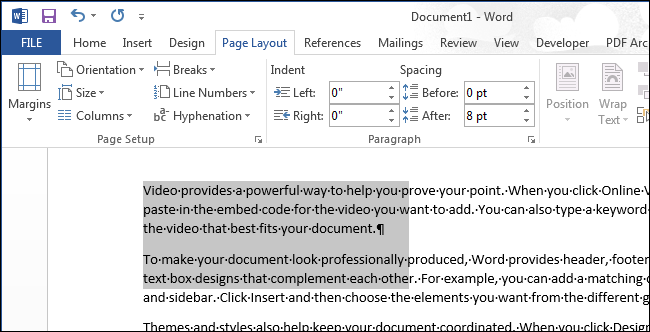 Document1 - Word
FILE Home Insert Design Page Layout References Mailings Review View Developer PDF Arc
Margins
Orientation
Size
Columns
Breaks
Line Numbers
Hyphenation
Page Setup
Indent
Left: 0"
Right: 0"
Spacing
Before: 0 pt
After: 8 pt
Paragraph
Position
Wrap
Text
Video·provides·a·powerful·way·to·help·you·prove·your·point.·When·you·click·Online·V
paste·in·the·embed·code·for·the·video·you·want·to·add.·You·can·also·type·a·keyword·
the·video·that·best·fits·your·document.¶
To·make·your·document·look·professionally·produced,·Word·provides·header,·footer
text·box·designs·that·complement·each·other.·For·example,·you·can·add·a·matching·c
and·sidebar.·Click·Insert·and·then·choose·the·elements·you·want·from·the·different·g
Themes·and·styles·also·help·keep·your·document·coordinated.·When·you·click·Desig